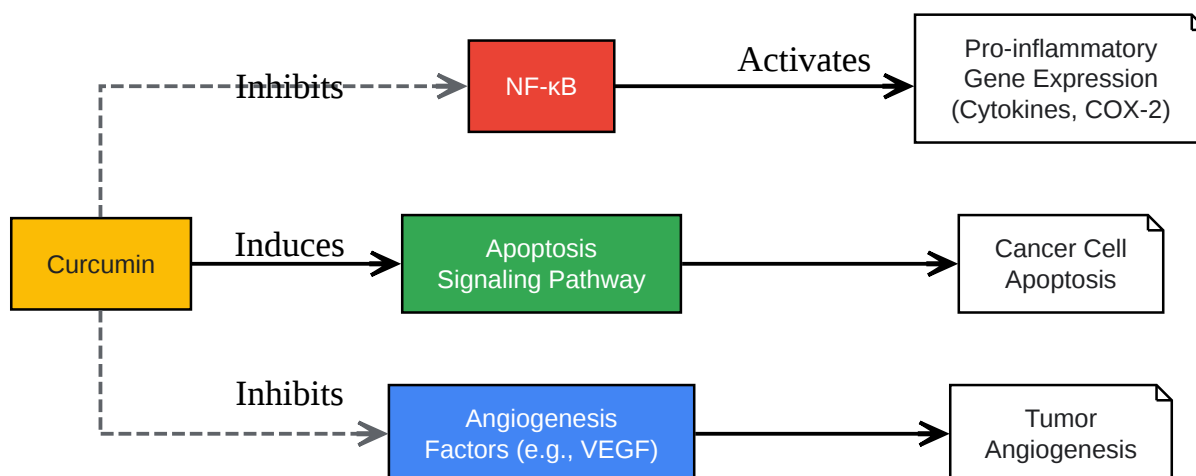 Inhibits
NF-κB
Activates
Pro-inflammatory
Gene Expression
(Cytokines, COX-2)
Curcumin
Induces
Apoptosis
Signaling Pathway
Cancer Cell
Apoptosis
Inhibits
Angiogenesis
Factors (e.g., VEGF)
Tumor
Angiogenesis